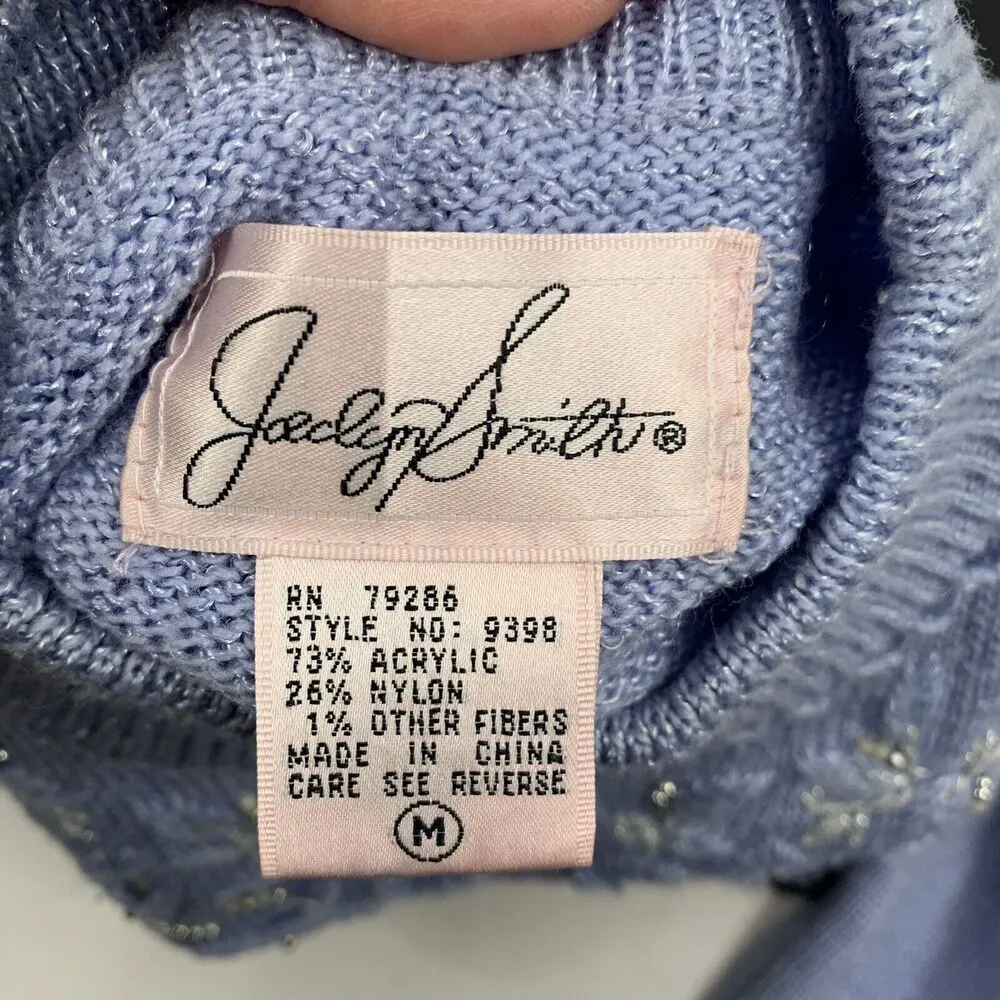 Jaclyn Smith®
RN 79286
STYLE NO: 9398
73% ACRYLIC
26% NYLON
1% OTHER FIBERS
MADE IN CHINA
CARE SEE REVERSE
M